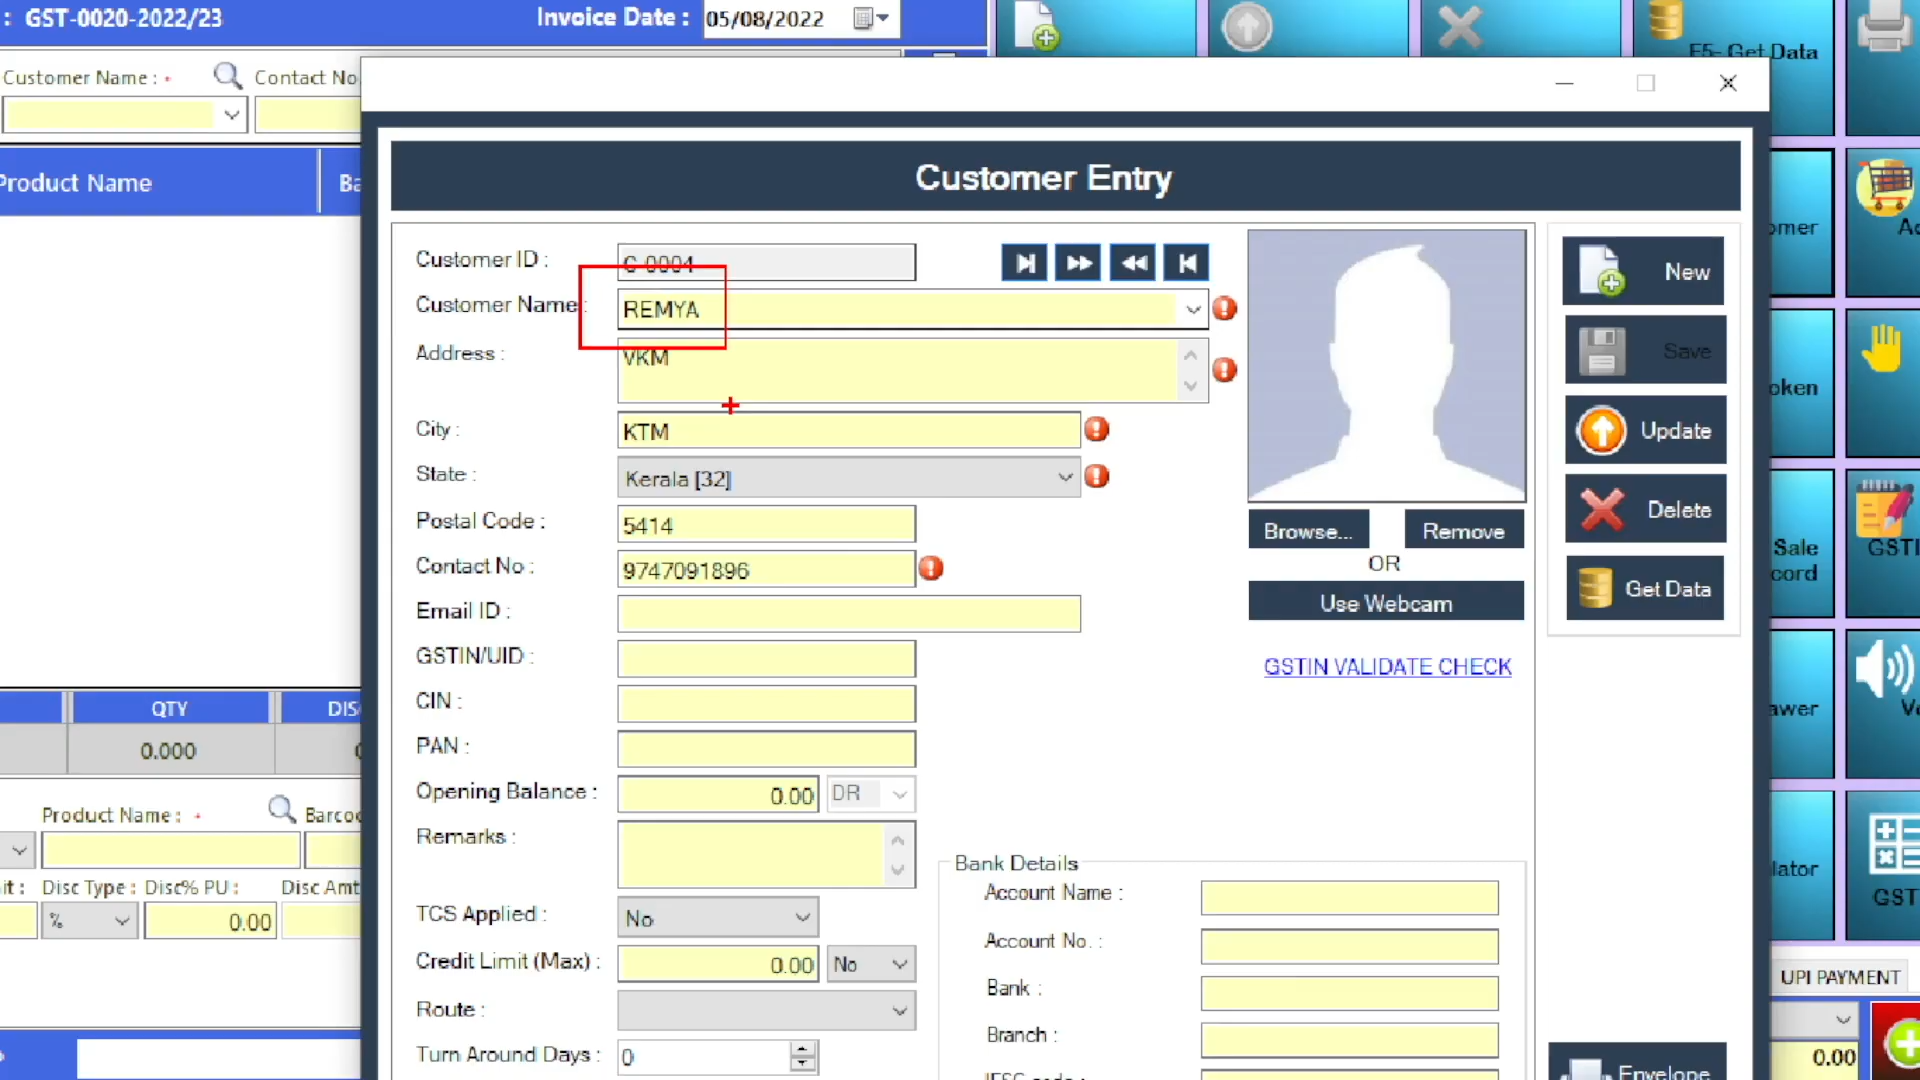 : GST-0020-2022/23
Invoice Date :
05/08/2022
F5- Get Data
Customer Name : *
Contact No
Product Name
Customer Entry
Customer ID :
C-0004
Customer Name :
REMYA
Address :
VKM
City :
KTM
State :
Kerala [32]
Postal Code :
5414
Contact No :
9747091896
Email ID :
GSTIN/UID :
CIN :
PAN :
Opening Balance :
0.00
DR
Remarks :
TCS Applied :
No
Credit Limit (Max) :
0.00
No
Route :
Turn Around Days :
0
Browse...
Remove
OR
Use Webcam
GSTIN VALIDATE CHECK
New
Save
Update
Delete
Get Data
Bank Details
Account Name :
Account No. :
Bank :
Branch :
IFSC code :
Envelope
QTY
0.000
Product Name : *
Disc Type :
Disc% PU :
Disc Amt
%
0.00
Sale
GSTI
GST
UPI PAYMENT
0.00